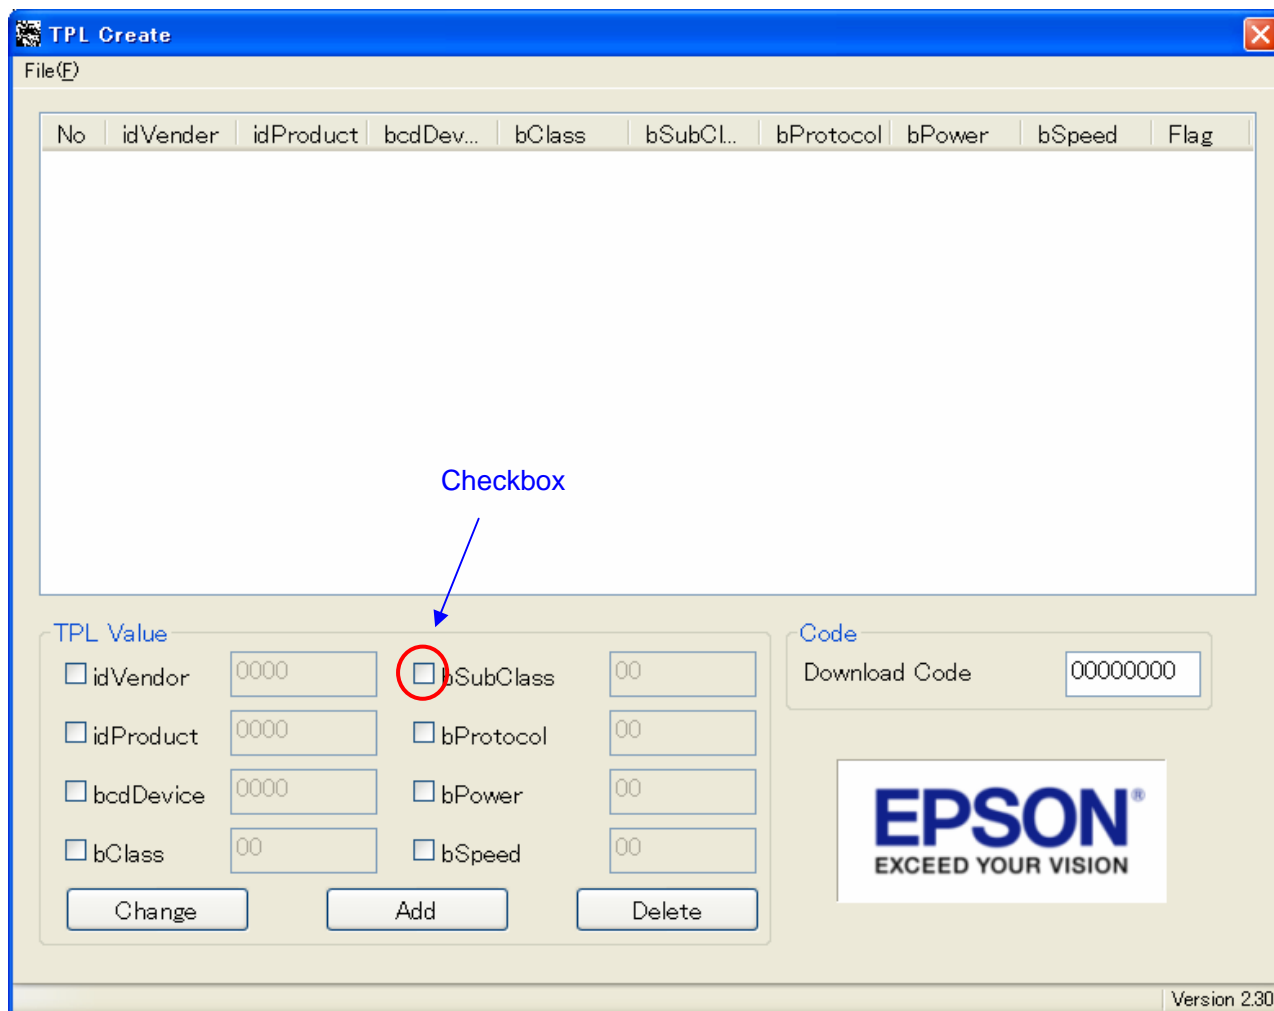 TPL Create
File(F)
No idVender idProduct bcdDev... bClass bSubCl... bProtocol bPower bSpeed Flag
Checkbox
TPL Value
idVendor 0000 bSubClass 00
idProduct 0000 bProtocol 00
bcdDevice 0000 bPower 00
bClass 00 bSpeed 00
Change Add Delete
Code
Download Code 00000000
EPSON®
EXCEED YOUR VISION
Version 2.30